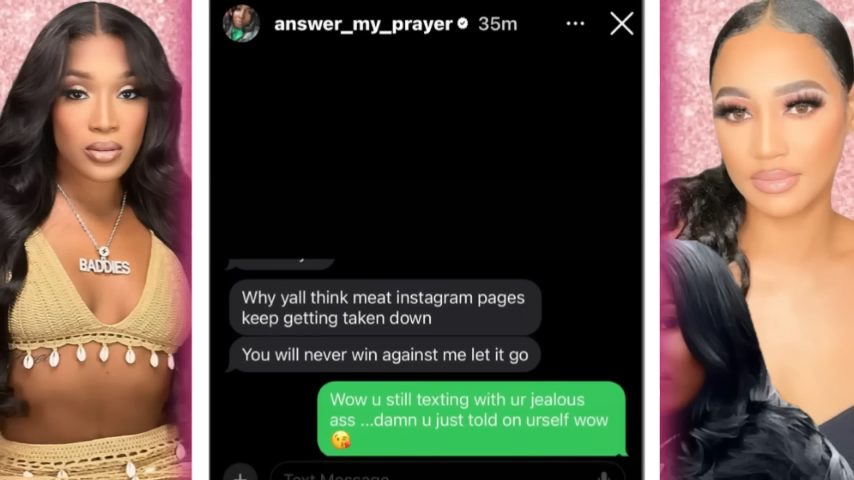 answer_my_prayer 35m
Why yall think meat instagram pages
keep getting taken down
You will never win against me let it go
Wow u still texting with ur jealous
ass ...damn u just told on urself wow
😘
Text Message
BADDIES